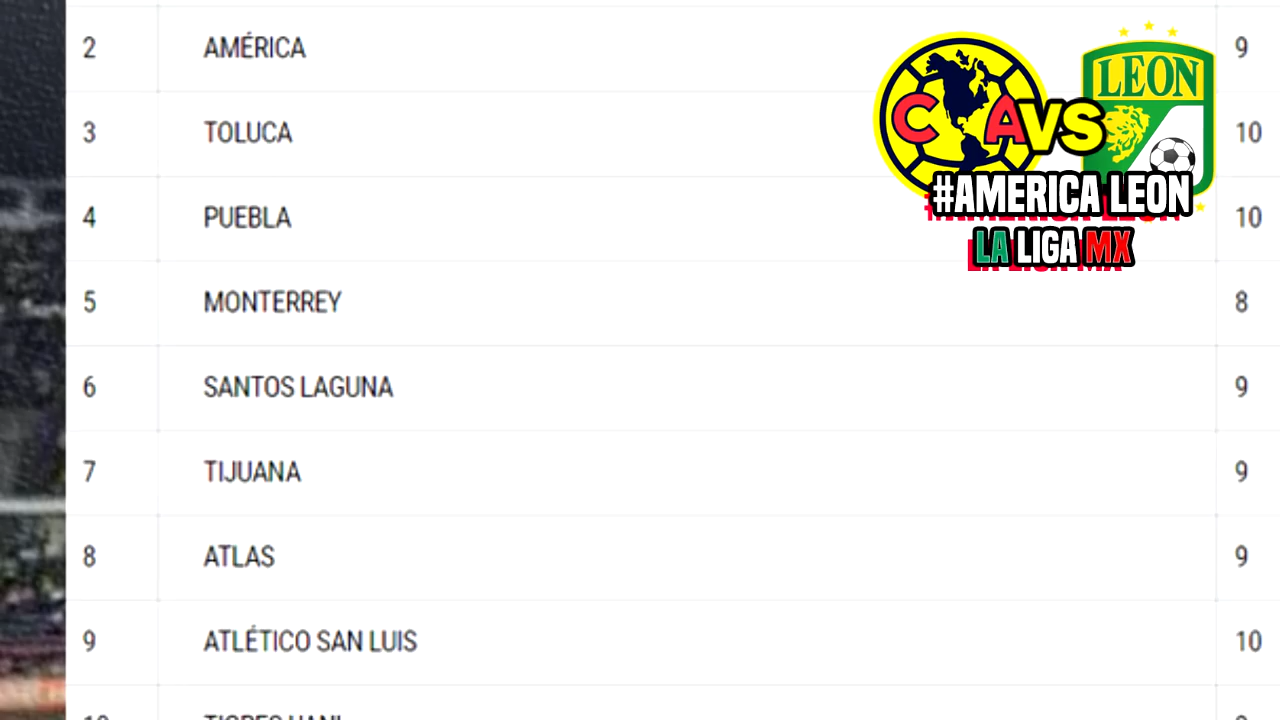 2 AMÉRICA 9
3 TOLUCA 10
4 PUEBLA 10
5 MONTERREY 8
6 SANTOS LAGUNA 9
7 TIJUANA 9
8 ATLAS 9
9 ATLÉTICO SAN LUIS 10
CA VS LEON
#AMERICA LEON
LA LIGA MX